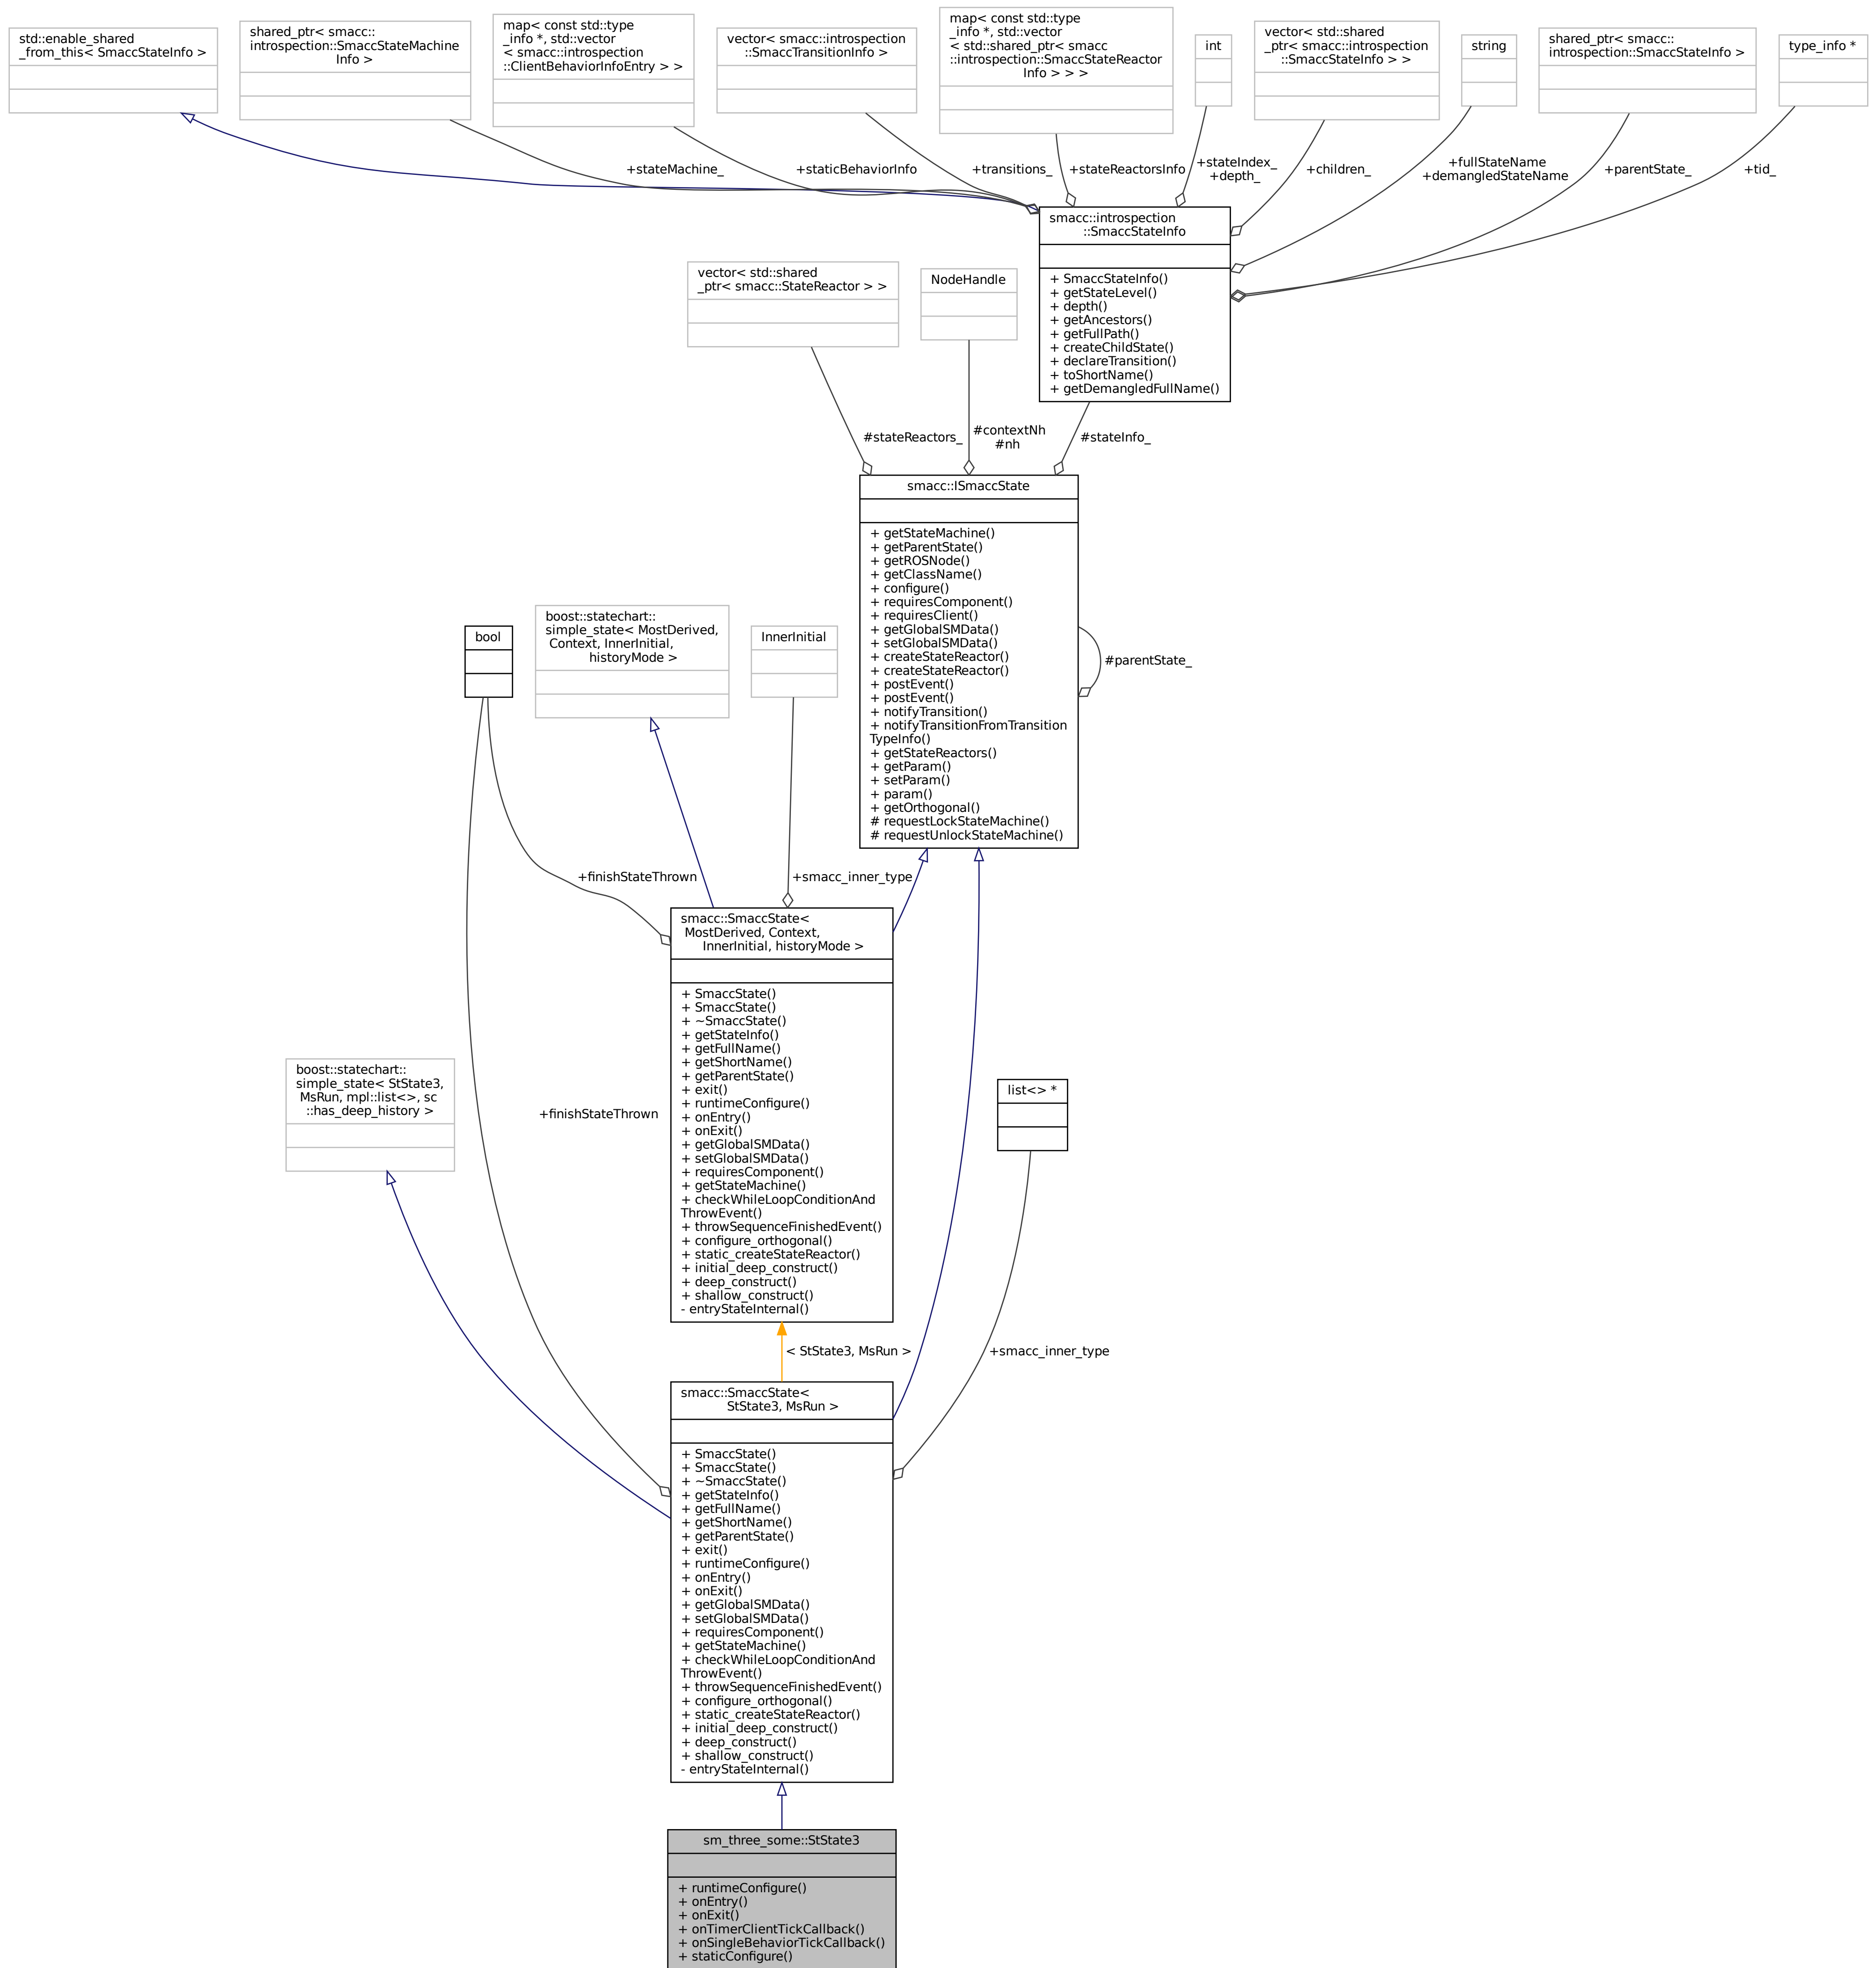 std::enable_shared
_from_this< SmaccStateInfo >
shared_ptr< smacc::
introspection::SmaccStateMachine
Info >
map< const std::type
_info *, std::vector
< smacc::introspection
::ClientBehaviorInfoEntry > >
vector< smacc::introspection
::SmaccTransitionInfo >
map< const std::type
_info *, std::vector
< std::shared_ptr< smacc
::introspection::SmaccStateReactor
Info > > >
int
vector< std::shared
_ptr< smacc::introspection
::SmaccStateInfo > >
string
shared_ptr< smacc::
introspection::SmaccStateInfo >
type_info *
+stateMachine_
+staticBehaviorInfo
+transitions_
+stateReactorsInfo
+stateIndex_
+depth_
+children_
+fullStateName
+demangledStateName
+parentState_
+tid_
smacc::introspection
::SmaccStateInfo
+ SmaccStateInfo()
+ getStateLevel()
+ depth()
+ getAncestors()
+ getFullPath()
+ createChildState()
+ declareTransition()
+ toShortName()
+ getDemangledFullName()
vector< std::shared
_ptr< smacc::StateReactor > >
NodeHandle
#stateReactors_
#contextNh
#nh
#stateInfo_
smacc::ISmaccState
+ getStateMachine()
+ getParentState()
+ getROSNode()
+ getClassName()
+ configure()
+ requiresComponent()
+ requiresClient()
+ getGlobalSMData()
+ setGlobalSMData()
+ createStateReactor()
+ createStateReactor()
+ postEvent()
+ postEvent()
+ notifyTransition()
+ notifyTransitionFromTransition
TypeInfo()
+ getStateReactors()
+ getParam()
+ setParam()
+ param()
+ getOrthogonal()
# requestLockStateMachine()
# requestUnlockStateMachine()
#parentState_
bool
boost::statechart::
simple_state< MostDerived,
Context, InnerInitial,
historyMode >
InnerInitial
+finishStateThrown
+smacc_inner_type
smacc::SmaccState<
MostDerived, Context,
InnerInitial, historyMode >
+ SmaccState()
+ SmaccState()
+ ~SmaccState()
+ getStateInfo()
+ getFullName()
+ getShortName()
+ getParentState()
+ exit()
+ runtimeConfigure()
+ onEntry()
+ onExit()
+ getGlobalSMData()
+ setGlobalSMData()
+ requiresComponent()
+ getStateMachine()
+ checkWhileLoopConditionAnd
ThrowEvent()
+ throwSequenceFinishedEvent()
+ configure_orthogonal()
+ static_createStateReactor()
+ initial_deep_construct()
+ deep_construct()
+ shallow_construct()
- entryStateInternal()
boost::statechart::
simple_state< StState3,
MsRun, mpl::list<>, sc
::has_deep_history >
+finishStateThrown
list<> *
< StState3, MsRun >
+smacc_inner_type
smacc::SmaccState<
StState3, MsRun >
+ SmaccState()
+ SmaccState()
+ ~SmaccState()
+ getStateInfo()
+ getFullName()
+ getShortName()
+ getParentState()
+ exit()
+ runtimeConfigure()
+ onEntry()
+ onExit()
+ getGlobalSMData()
+ setGlobalSMData()
+ requiresComponent()
+ getStateMachine()
+ checkWhileLoopConditionAnd
ThrowEvent()
+ throwSequenceFinishedEvent()
+ configure_orthogonal()
+ static_createStateReactor()
+ initial_deep_construct()
+ deep_construct()
+ shallow_construct()
- entryStateInternal()
sm_three_some::StState3
+ runtimeConfigure()
+ onEntry()
+ onExit()
+ onTimerClientTickCallback()
+ onSingleBehaviorTickCallback()
+ staticConfigure()